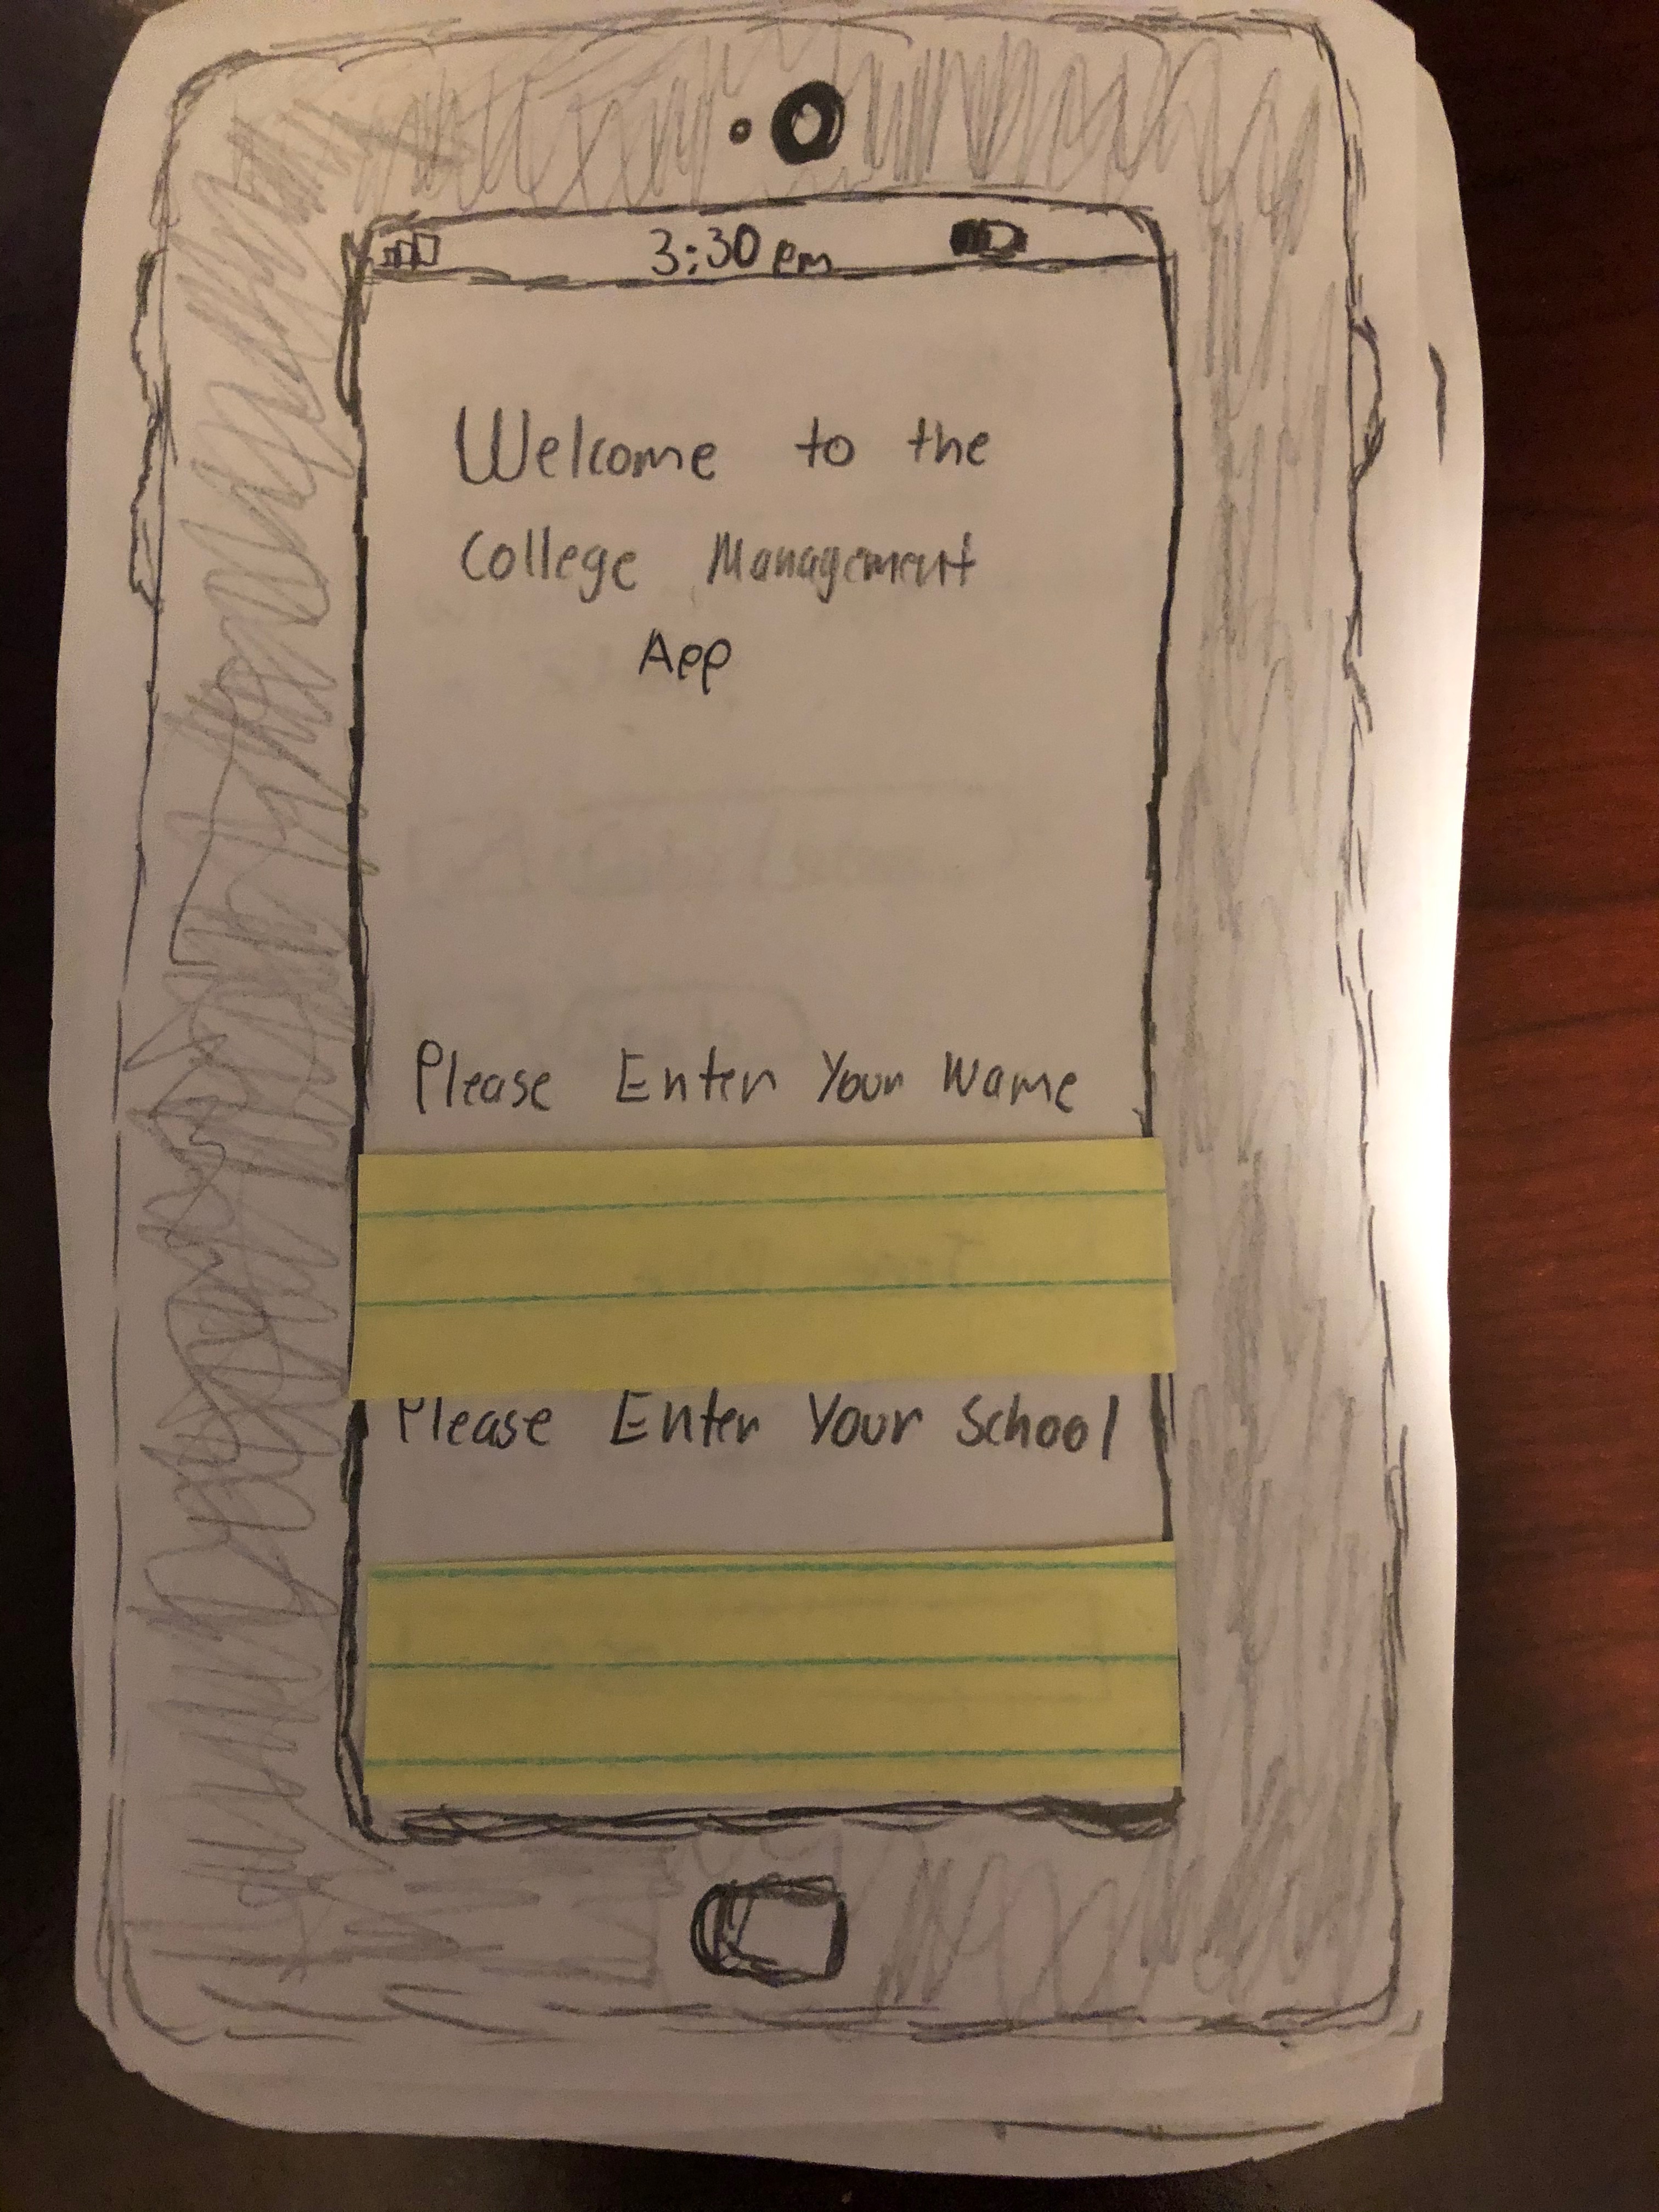 3:30 pm
Welcome to the
College Management
App
Please Enter Your Name
Please Enter Your School